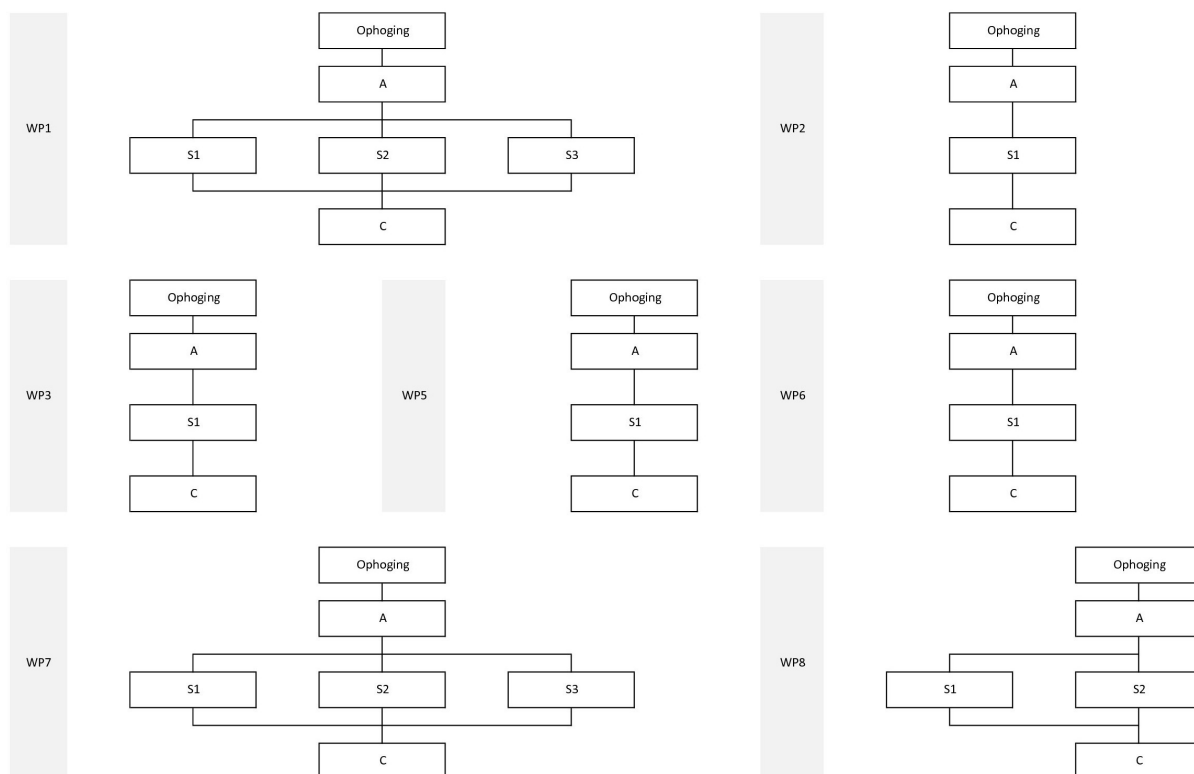 Ophoging
A
WP1
S1 S2 S3
C
Ophoging
A
WP2
S1
C
Ophoging
A
WP3
S1
C
Ophoging
A
WP5
S1
C
Ophoging
A
WP6
S1
C
Ophoging
A
WP7
S1 S2 S3
C
Ophoging
A
WP8
S1 S2
C